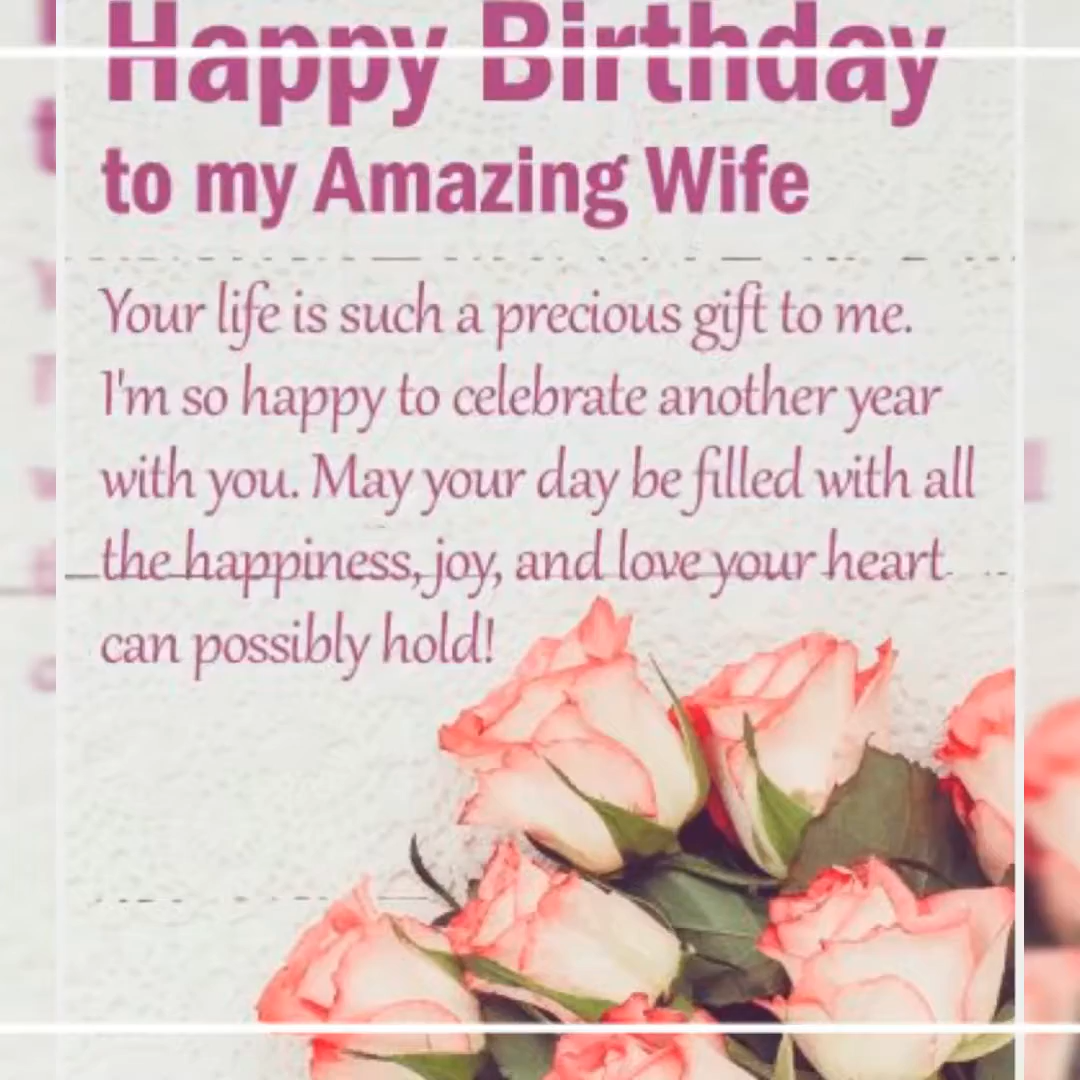 Happy Birthday
to my Amazing Wife
Your life is such a precious gift to me.
I'm so happy to celebrate another year
with you. May your day be filled with all
the happiness, joy, and love your heart
can possibly hold!